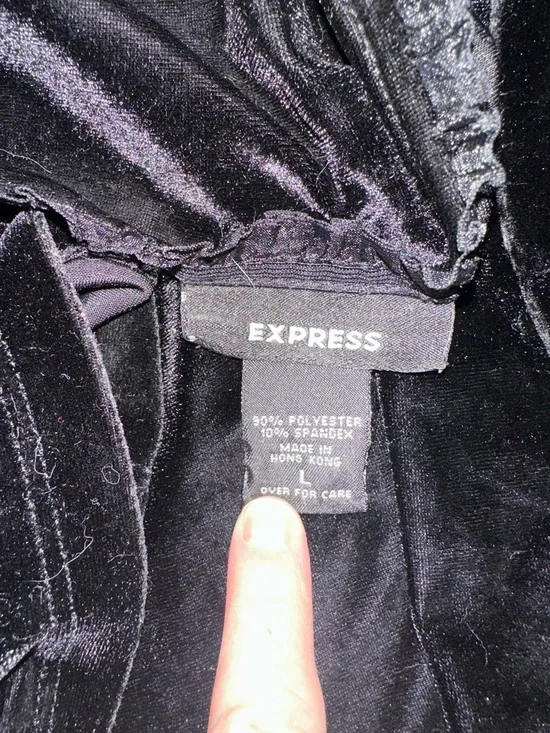 EXPRESS
90% POLYESTER
10% SPANDEX
MADE IN
HONG KONG
L
OVER FOR CARE